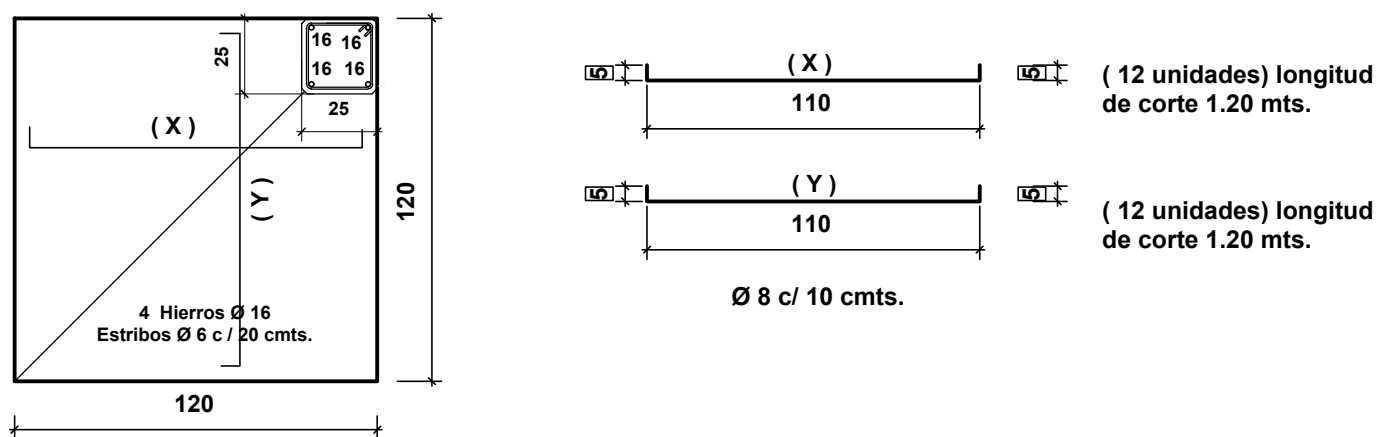 16 16
16 16
25
25
( X )
( Y )
120
4 Hierros Ø 16
Estribos Ø 6 c / 20 cmts.
120
5
( X )
5
110
( 12 unidades) longitud
de corte 1.20 mts.
5
( Y )
5
110
( 12 unidades) longitud
de corte 1.20 mts.
Ø 8 c/ 10 cmts.